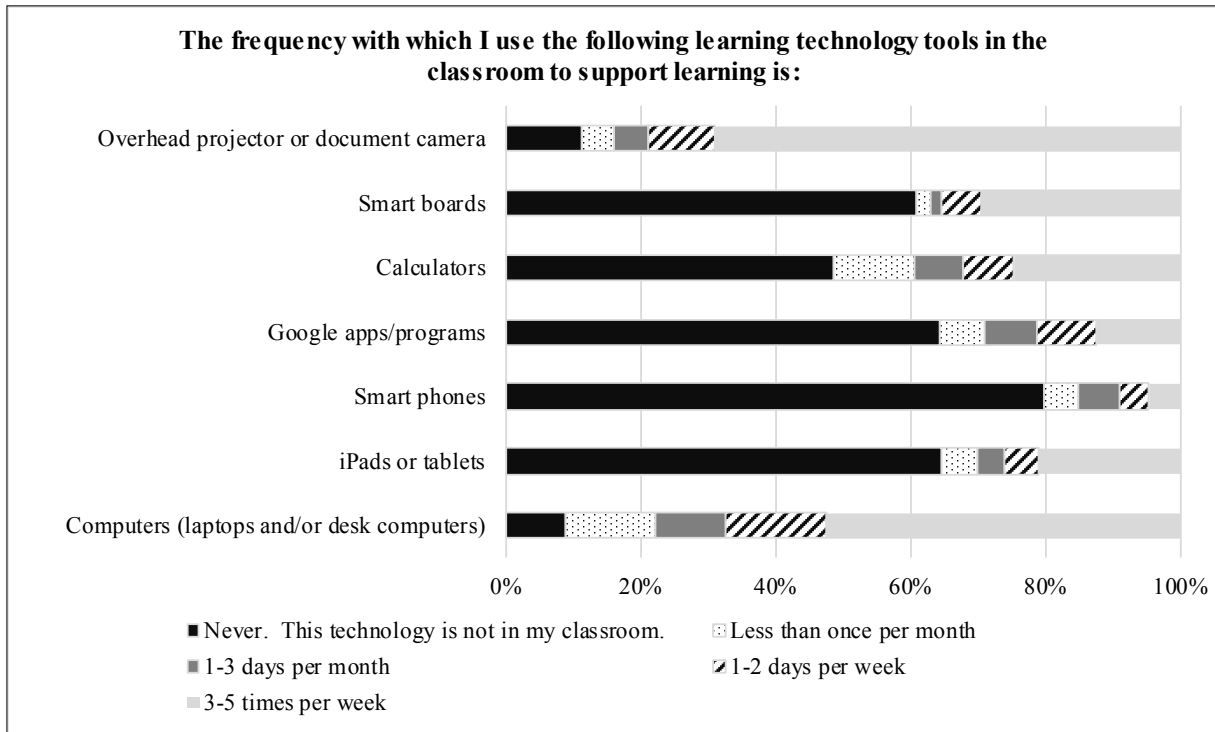 The frequency with which I use the following learning technology tools in the
classroom to support learning is:
Overhead projector or document camera
Smart boards
Calculators
Google apps/programs
Smart phones
iPads or tablets
Computers (laptops and/or desk computers)
0% 20% 40% 60% 80% 100%
Never. This technology is not in my classroom. Less than once per month
1-3 days per month 1-2 days per week
3-5 times per week